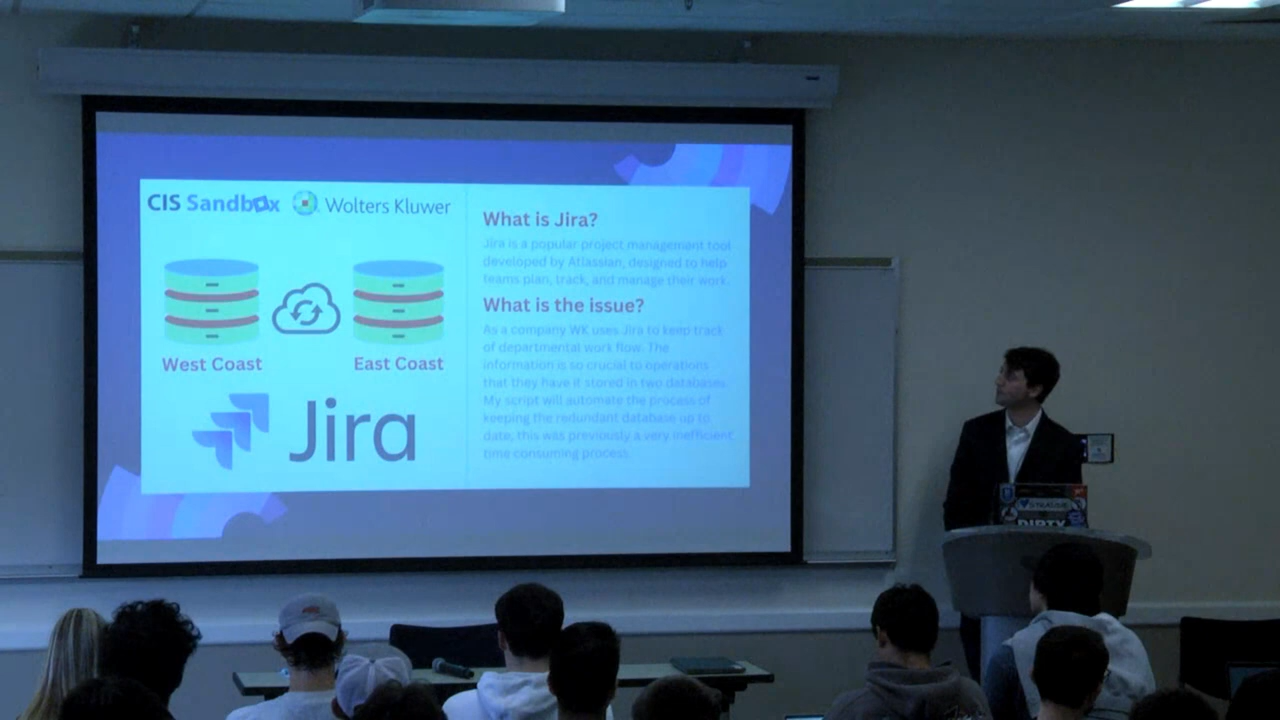 CIS Sandbox Wolters Kluwer
West Coast East Coast
Jira
What is Jira?
Jira is a popular project management tool
developed by Atlassian, designed to help
teams plan, track, and manage their work.
What is the issue?
As a company WK uses Jira to keep track
of departmental work flow. The
information is so crucial to operations
that they have it stored in two databases.
My script will automate the process of
keeping the redundant database up to
date, this was previously a very inefficient
time consuming process.
DIRTY